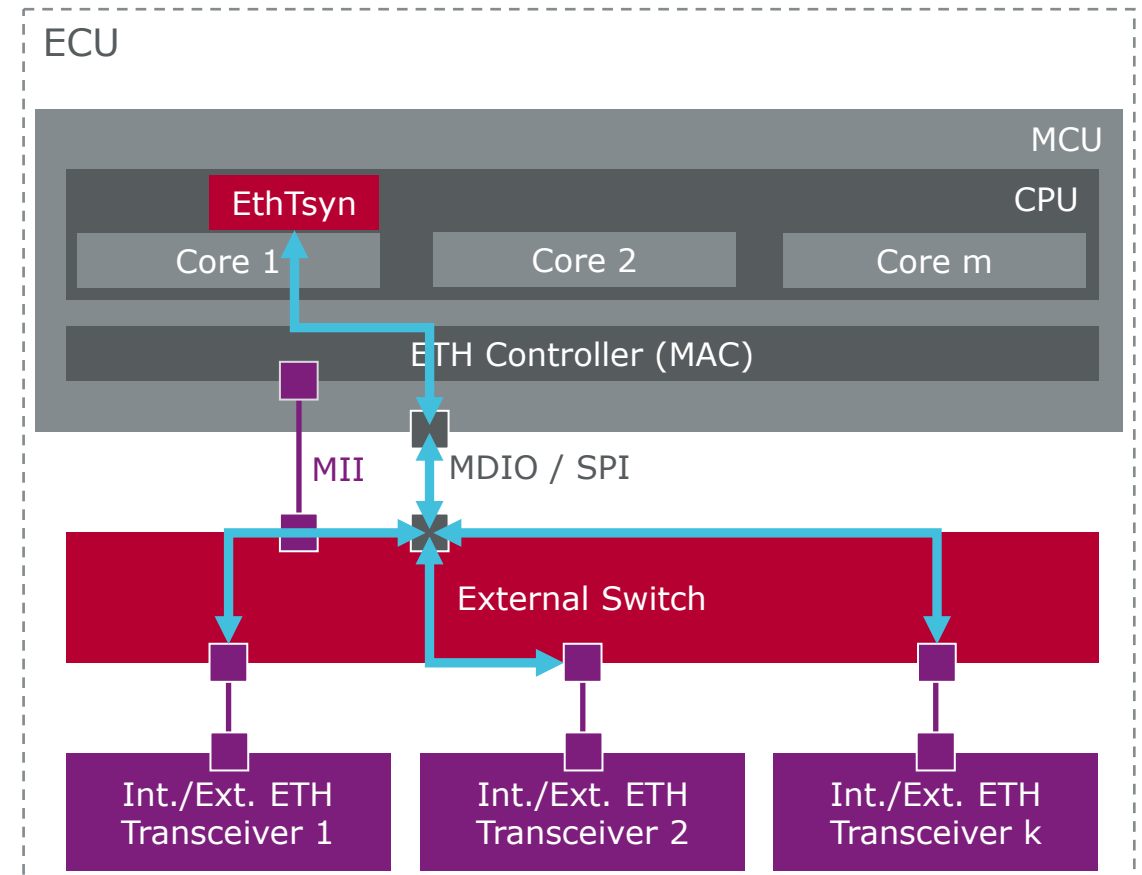 ECU
MCU
CPU
EthTsyn
Core 1
Core 2
Core m
ETH Controller (MAC)
MII
MDIO / SPI
External Switch
Int./Ext. ETH
Transceiver 1
Int./Ext. ETH
Transceiver 2
Int./Ext. ETH
Transceiver k